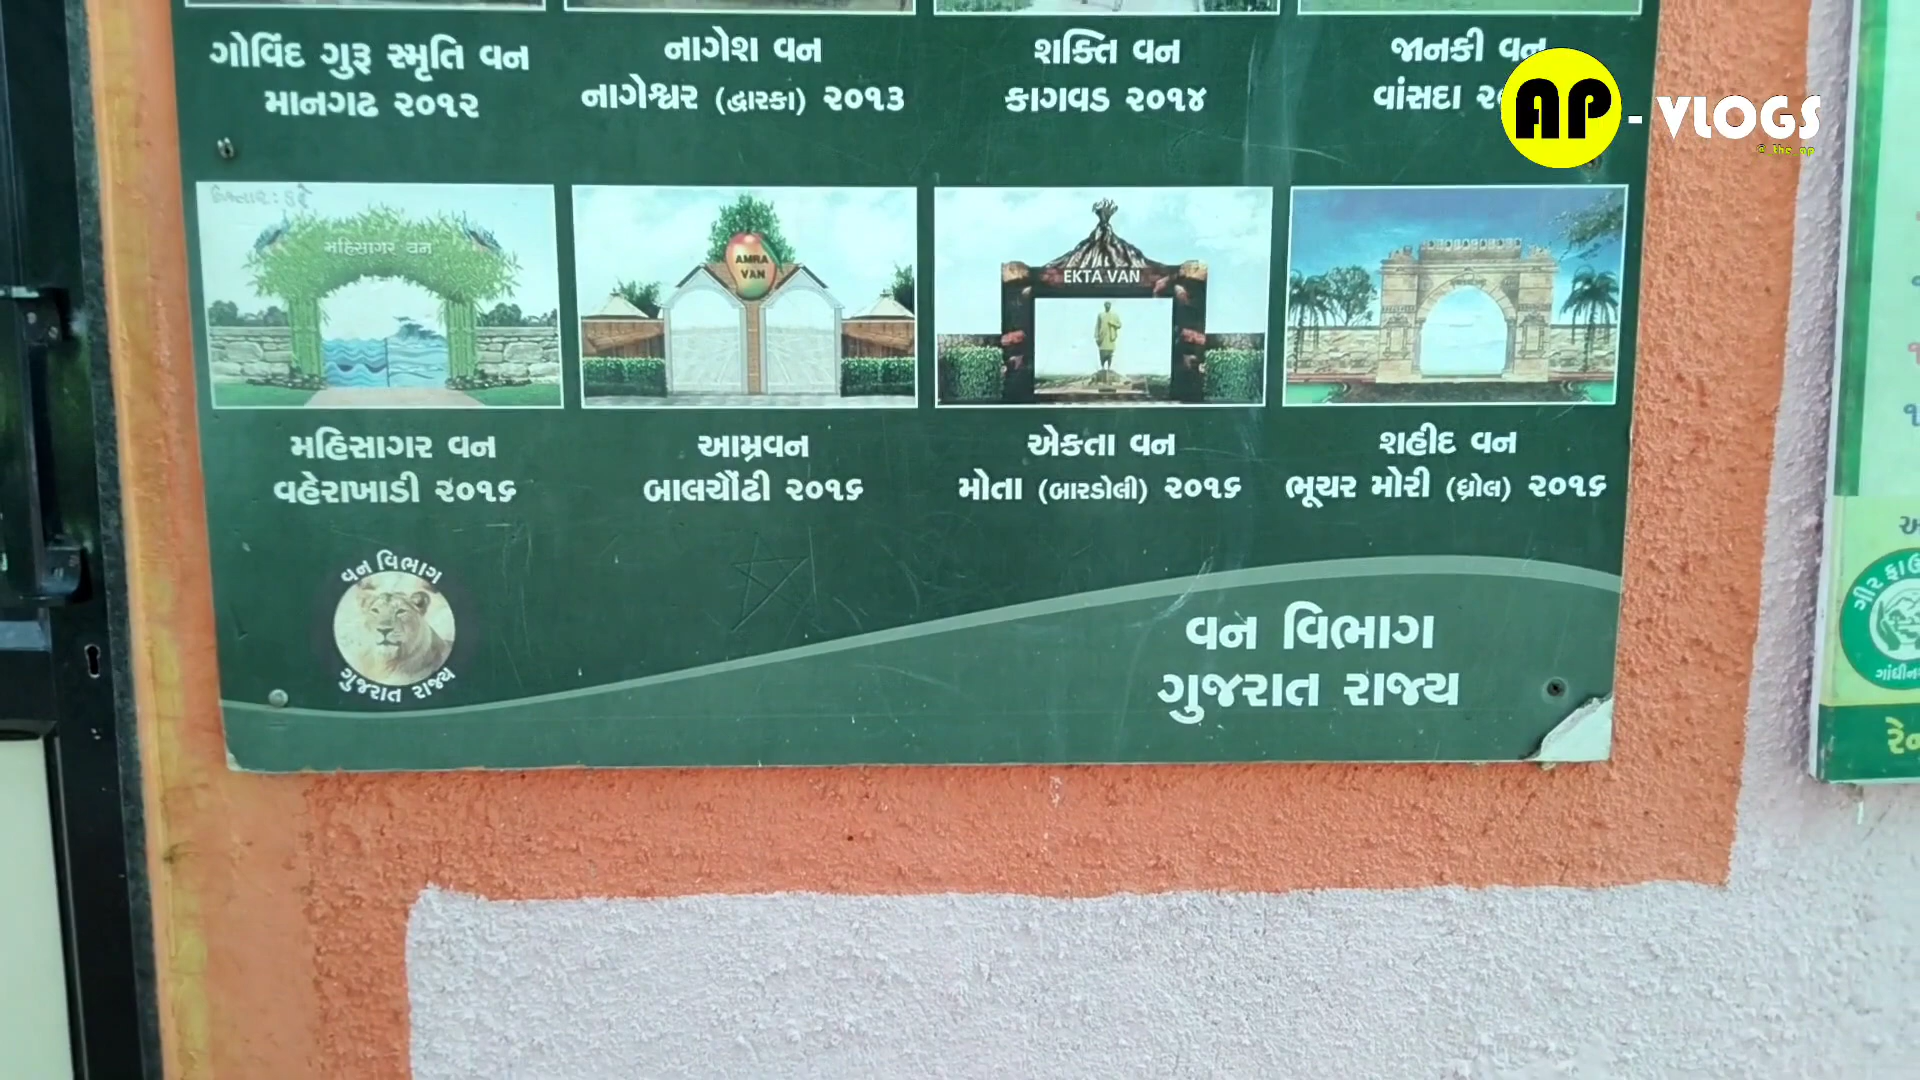 ગોવિંદ ગુરૂ સ્મૃતિ વન
માનગઢ ૨૦૧૨
નાગેશ વન
નાગેશ્વર (દ્વારકા) ૨૦૧૩
શક્તિ વન
કાગવડ ૨૦૧૪
જાનકી વન
વાંસદા
AP - VLOGS
@ the_ap
મહિસાગર વન
AMRA
VAN
EKTA VAN
મહિસાગર વન
વહેરાખાડી ૨૦૧૬
આમ્રવન
બાલચોંઢી ૨૦૧૬
એકતા વન
મોતા (બારડોલી) ૨૦૧૬
શહીદ વન
ભૂચર મોરી (ધ્રોલ) ૨૦૧૬
વન વિભાગ
ગુજરાત રાજ્ય
વન વિભાગ
ગુજરાત રાજ્ય
ગીર